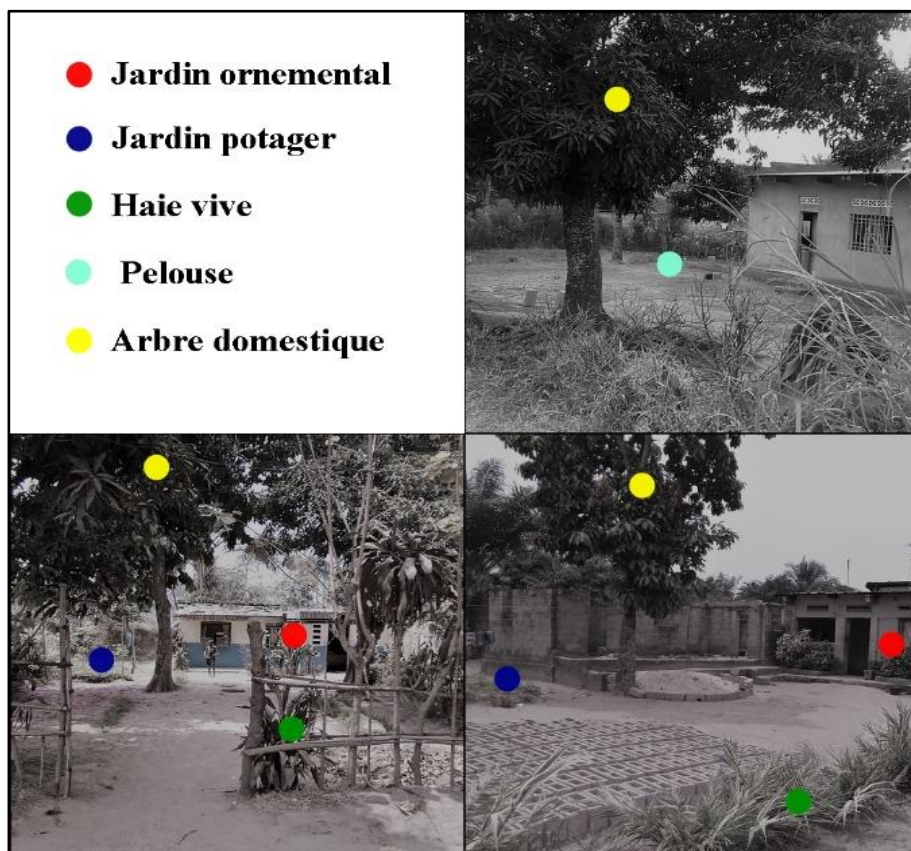 Jardin ornemental
Jardin potager
Haie vive
Pelouse
Arbre domestique